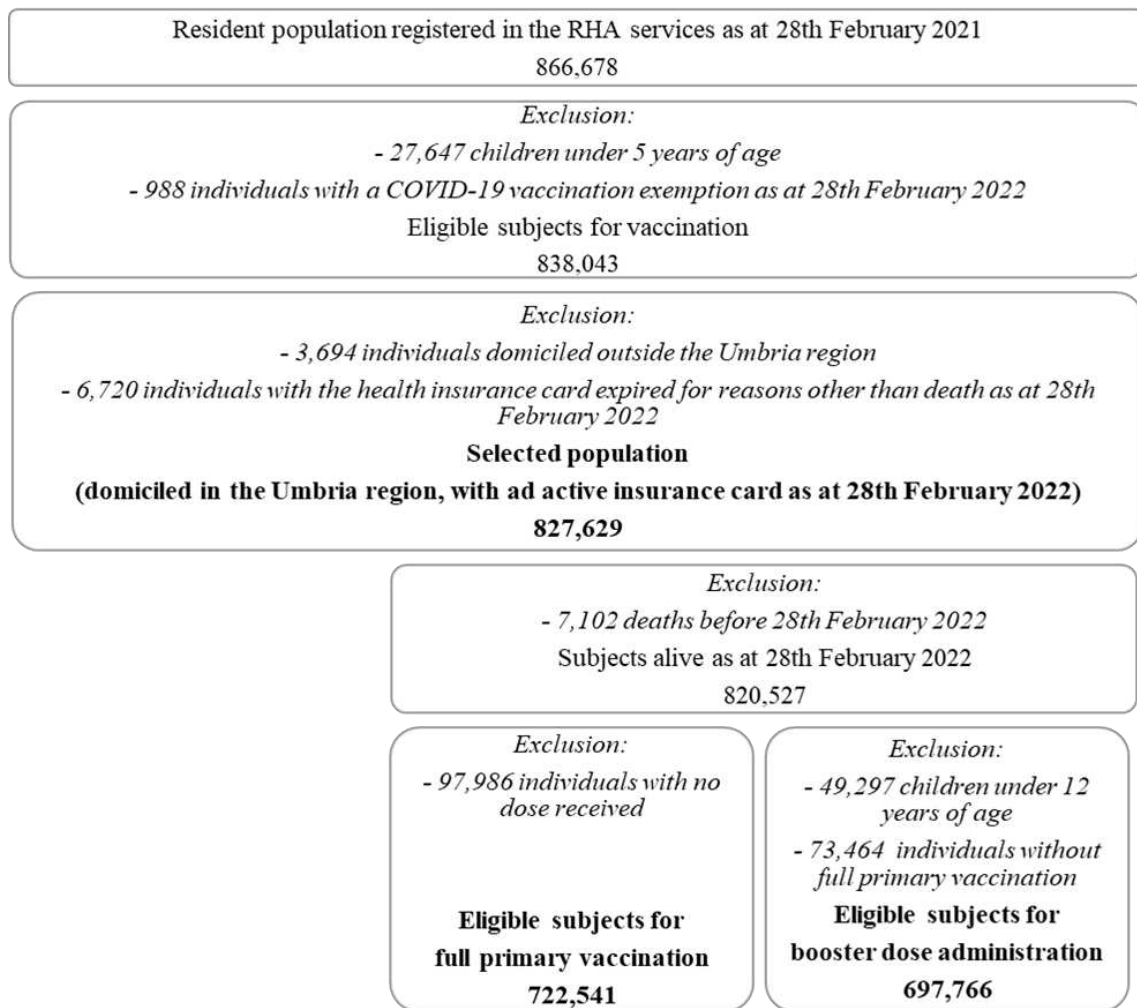 Resident population registered in the RHA services as at 28th February 2021
866,678
Exclusion:
- 27,647 children under 5 years of age
- 988 individuals with a COVID-19 vaccination exemption as at 28th February 2022
Eligible subjects for vaccination
838,043
Exclusion:
- 3,694 individuals domiciled outside the Umbria region
- 6,720 individuals with the health insurance card expired for reasons other than death as at 28th
February 2022
Selected population
(domiciled in the Umbria region, with ad active insurance card as at 28th February 2022)
827,629
Exclusion:
- 7,102 deaths before 28th February 2022
Subjects alive as at 28th February 2022
820,527
Exclusion:
- 97,986 individuals with no
dose received
Eligible subjects for
full primary vaccination
722,541
Exclusion:
- 49,297 children under 12
years of age
- 73,464 individuals without
full primary vaccination
Eligible subjects for
booster dose administration
697,766